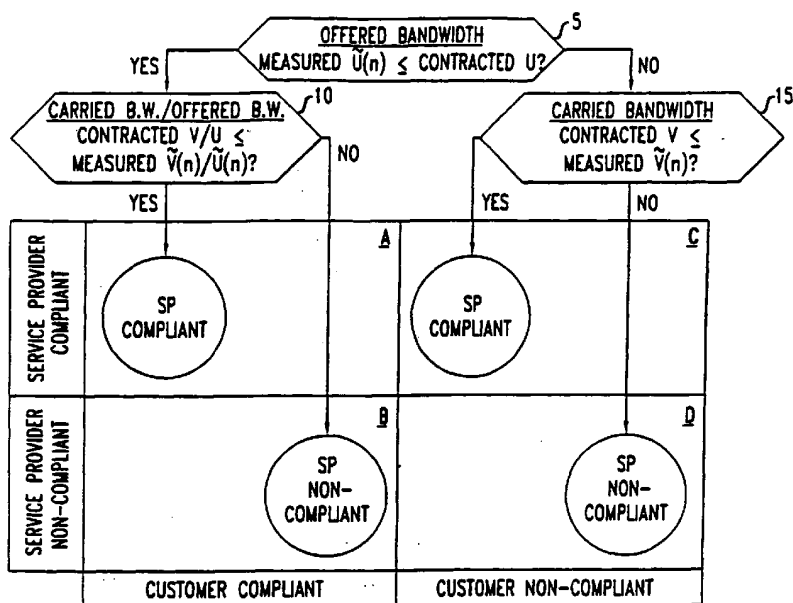 5
OFFERED BANDWIDTH
MEASURED Ũ(n) ≤ CONTRACTED U?
YES
NO
10
CARRIED B.W./OFFERED B.W.
CONTRACTED V/U ≤
MEASURED Ṽ(n)/Ũ(n)?
15
CARRIED BANDWIDTH
CONTRACTED V ≤
MEASURED Ṽ(n)?
YES
NO
YES
NO
SERVICE PROVIDER
COMPLIANT
A
SP
COMPLIANT
C
SP
COMPLIANT
SERVICE PROVIDER
NON-COMPLIANT
B
SP
NON-
COMPLIANT
D
SP
NON-
COMPLIANT
CUSTOMER COMPLIANT
CUSTOMER NON-COMPLIANT